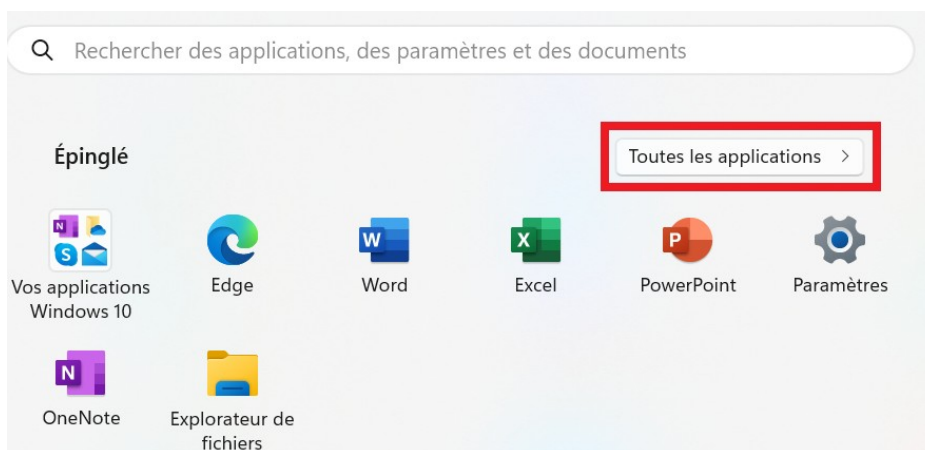 Rechercher des applications, des paramètres et des documents
Épinglé
Toutes les applications >
Vos applications
Windows 10
Edge
Word
Excel
PowerPoint
Paramètres
OneNote
Explorateur de
fichiers